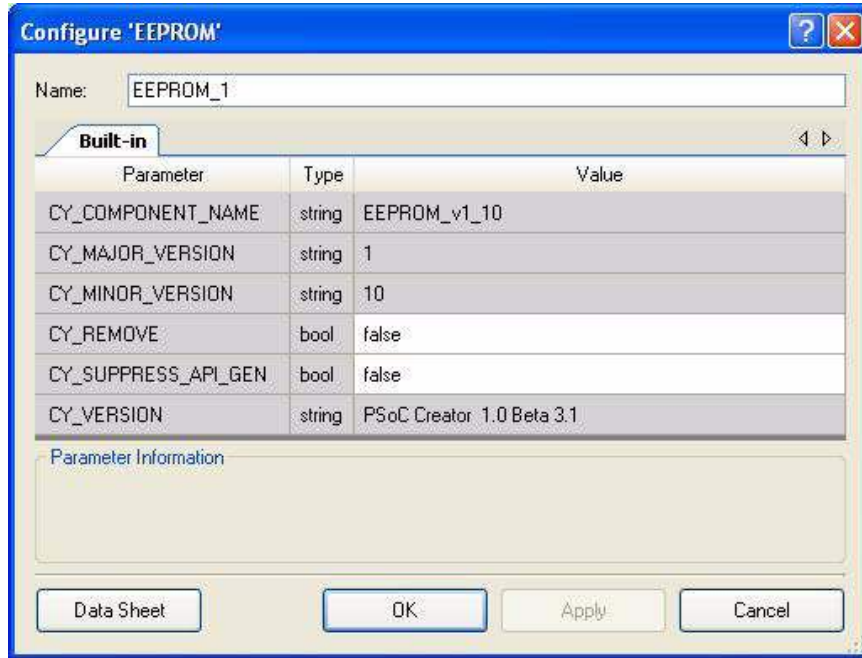 Configure 'EEPROM'
?
Name: EEPROM_1
Built-in
Parameter Type Value
CY_COMPONENT_NAME string EEPROM_v1_10
CY_MAJOR_VERSION string 1
CY_MINOR_VERSION string 10
CY_REMOVE bool false
CY_SUPPRESS_API_GEN bool false
CY_VERSION string PSoC Creator 1.0 Beta 3.1
Parameter Information
Data Sheet OK Apply Cancel